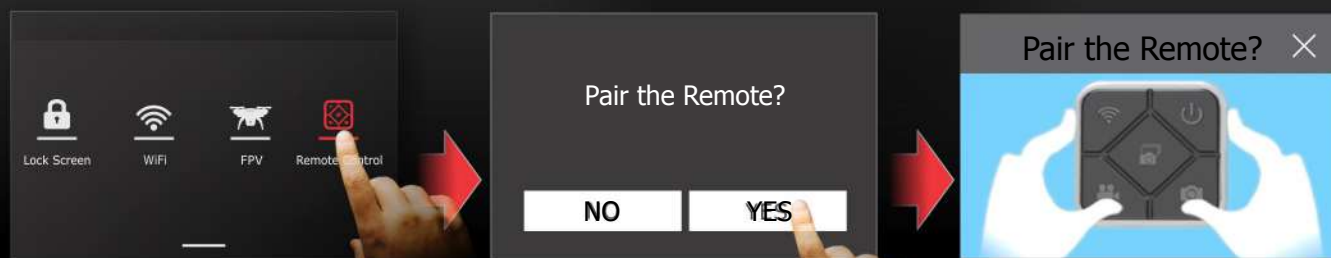 Lock Screen
WiFi
FPV
Remote Control
Pair the Remote?
NO
YES
Pair the Remote?